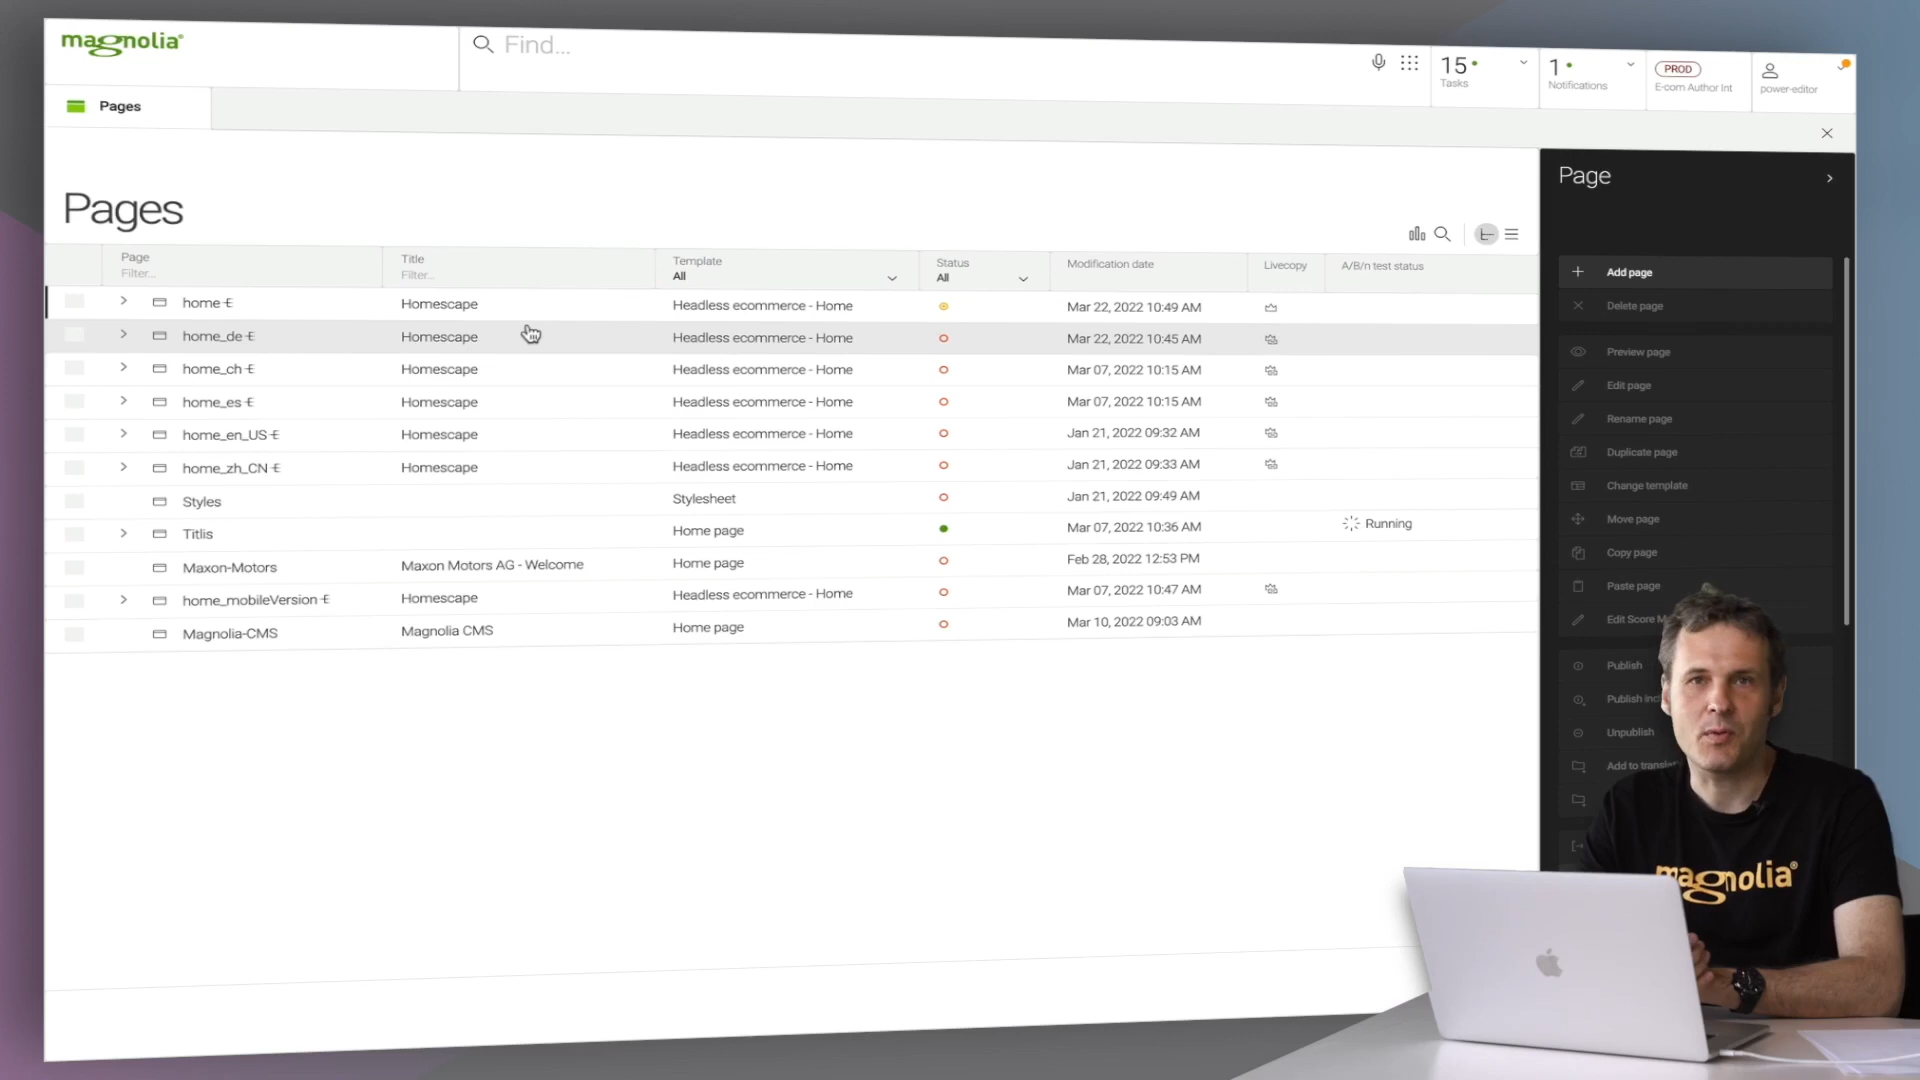 magnolia®
Find...
15
Tasks
1
Notifications
PROD
E-com Author Int
power-editor
Pages
Pages
Page
Filter...
Title
Filter...
Template
All
Status
All
Modification date
Livecopy
A/B/n test status
home Homescape Headless ecommerce - Home Mar 22, 2022 10:49 AM
home_de Homescape Headless ecommerce - Home Mar 22, 2022 10:45 AM
home_ch Homescape Headless ecommerce - Home Mar 07, 2022 10:15 AM
home_es Homescape Headless ecommerce - Home Mar 07, 2022 10:15 AM
home_en_US Homescape Headless ecommerce - Home Jan 21, 2022 09:32 AM
home_zh_CN Homescape Headless ecommerce - Home Jan 21, 2022 09:33 AM
Styles Stylesheet Jan 21, 2022 09:49 AM
Titlis Home page Mar 07, 2022 10:36 AM Running
Maxon-Motors Maxon Motors AG - Welcome Home page Feb 28, 2022 12:53 PM
home_mobileVersion Homescape Headless ecommerce - Home Mar 07, 2022 10:47 AM
Magnolia-CMS Magnolia CMS Home page Mar 10, 2022 09:03 AM
Page
Add page
Delete page
Preview page
Edit page
Rename page
Duplicate page
Change template
Move page
Copy page
Paste page
Edit Score
Publish
Publish
Unpublish
Add to
magnolia®